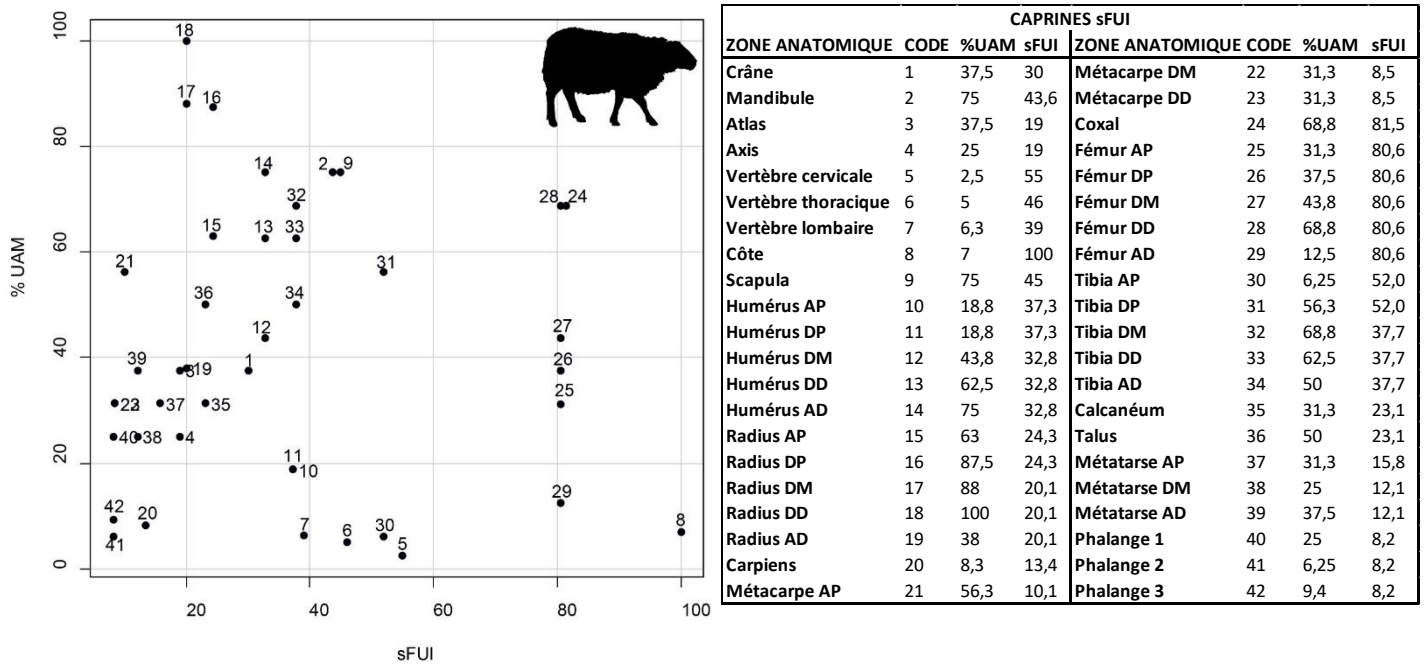 18
100
17
16
80
14
2
9
32
28
24
15
13
33
60
21
31
% UAM
36
34
12
27
40
39
1
26
3
19
25
22
37
35
40
38
4
11
20
10
29
42
20
8
7
6
30
5
41
0
20
40
60
80
100
sFUI
CAPRINES sFUI
ZONE ANATOMIQUE CODE %UAM sFUI ZONE ANATOMIQUE CODE %UAM sFUI
Crâne 1 37,5 30 Métacarpe DM 22 31,3 8,5
Mandibule 2 75 43,6 Métacarpe DD 23 31,3 8,5
Atlas 3 37,5 19 Coxal 24 68,8 81,5
Axis 4 25 19 Fémur AP 25 31,3 80,6
Vertèbre cervicale 5 2,5 55 Fémur DP 26 37,5 80,6
Vertèbre thoracique 6 5 46 Fémur DM 27 43,8 80,6
Vertèbre lombaire 7 6,3 39 Fémur DD 28 68,8 80,6
Côte 8 7 100 Fémur AD 29 12,5 80,6
Scapula 9 75 45 Tibia AP 30 6,25 52,0
Humérus AP 10 18,8 37,3 Tibia DP 31 56,3 52,0
Humérus DP 11 18,8 37,3 Tibia DM 32 68,8 37,7
Humérus DM 12 43,8 32,8 Tibia DD 33 62,5 37,7
Humérus DD 13 62,5 32,8 Tibia AD 34 50 37,7
Humérus AD 14 75 32,8 Calcanéum 35 31,3 23,1
Radius AP 15 63 24,3 Talus 36 50 23,1
Radius DP 16 87,5 24,3 Métatarse AP 37 31,3 15,8
Radius DM 17 88 20,1 Métatarse DM 38 25 12,1
Radius DD 18 100 20,1 Métatarse AD 39 37,5 12,1
Radius AD 19 38 20,1 Phalange 1 40 25 8,2
Carpiens 20 8,3 13,4 Phalange 2 41 6,25 8,2
Métacarpe AP 21 56,3 10,1 Phalange 3 42 9,4 8,2